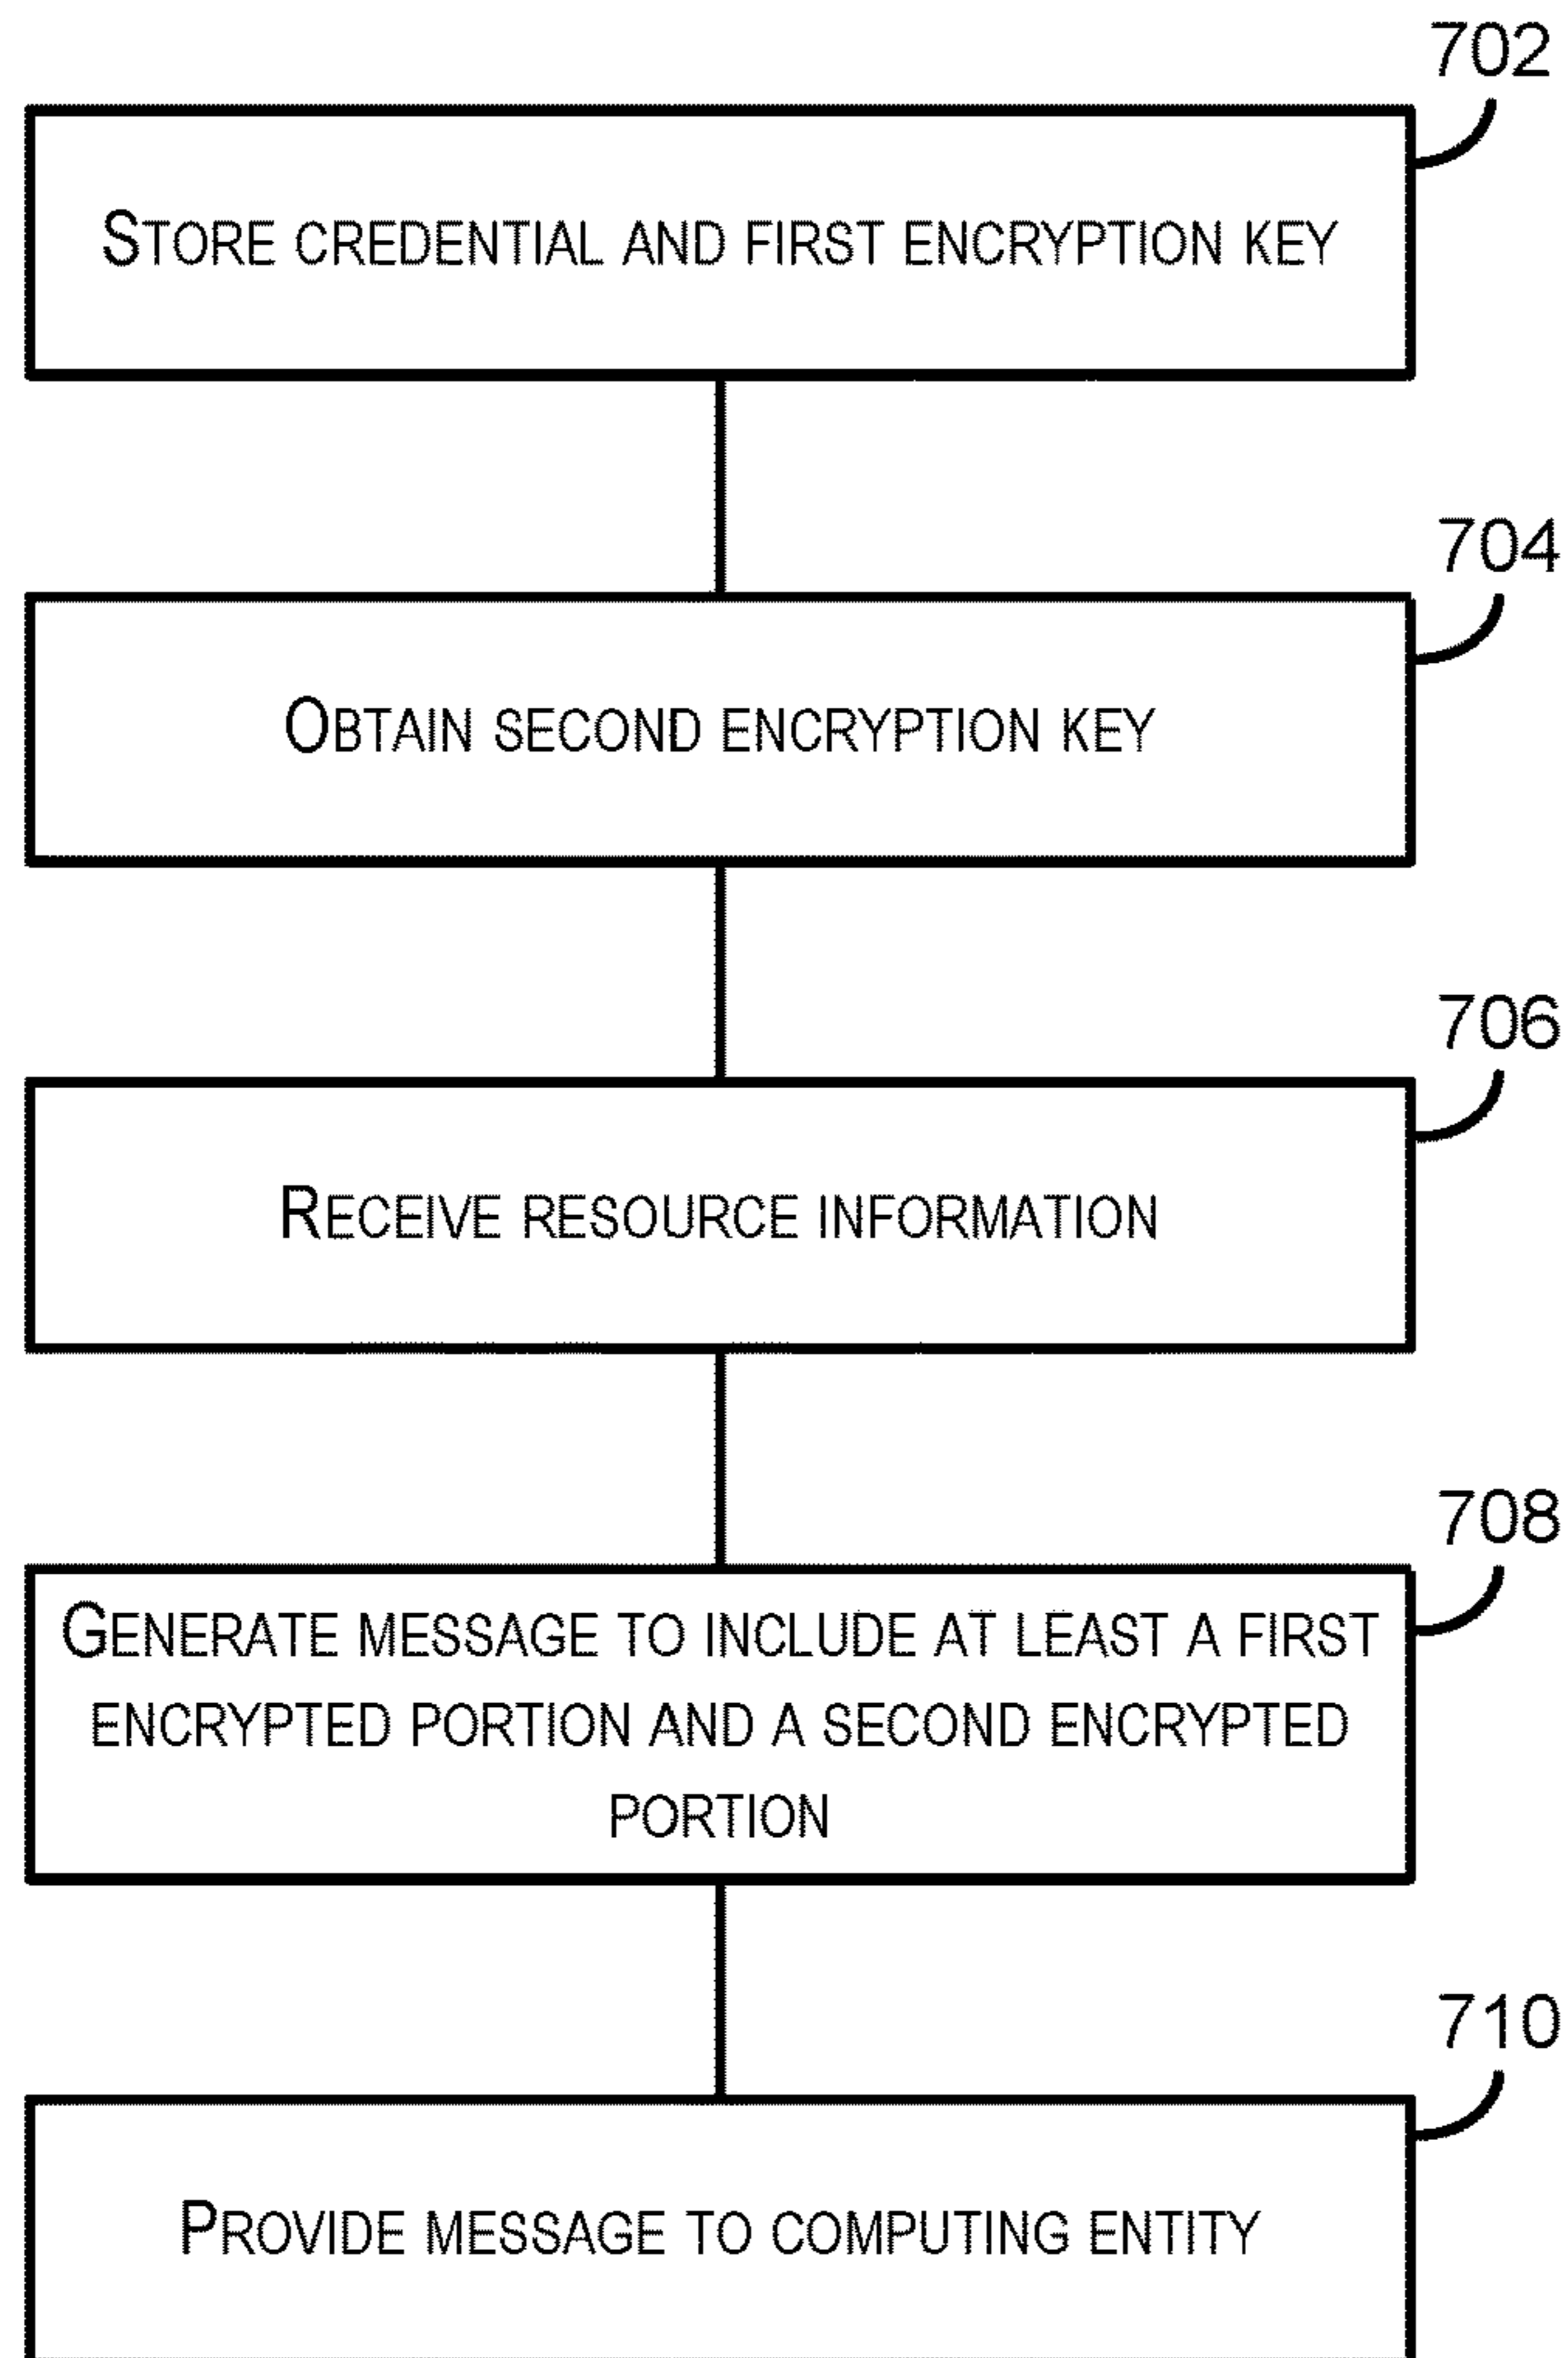 702
STORE CREDENTIAL AND FIRST ENCRYPTION KEY
704
OBTAIN SECOND ENCRYPTION KEY
706
RECEIVE RESOURCE INFORMATION
708
GENERATE MESSAGE TO INCLUDE AT LEAST A FIRST
ENCRYPTED PORTION AND A SECOND ENCRYPTED
PORTION
710
PROVIDE MESSAGE TO COMPUTING ENTITY